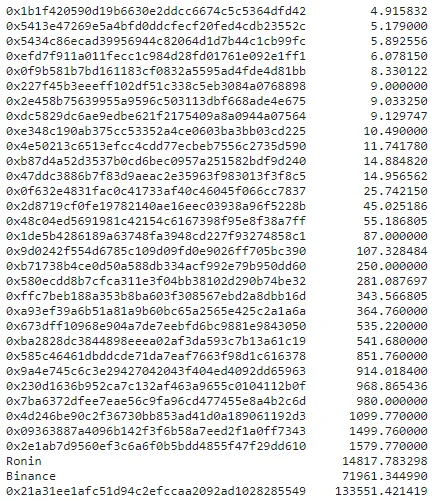 0x1b1f420590d19b6630e2ddcc6674c5c5364dfd42 4.915832
0x5413e47269e5a4bfd0ddcfecf20fed4cdb23552c 5.179000
0x5434c86ecad39956944c82064d1d7b44c1cb99fc 5.892556
0xefd7f911a011fecc1c984d28fd01761e092e1ff1 6.078150
0x0f9b581b7bd161183cf0832a5595ad4fde4d81bb 8.330122
0x227f45b3eeeff102df51c338c5eb3084a0768898 9.000000
0x2e458b75639955a9596c503113dbf668ade4e675 9.033250
0xdc5829dc6ae9edbe621f2175409a8a0944a07564 9.129747
0xe348c190ab375cc53352a4ce0603ba3bb03cd225 10.490000
0x4e50213c6513efcc4cdd77ecbeb7556c2735d590 11.741780
0xb87d4a52d3537b0cd6bec0957a251582bdf9d240 14.884820
0x47ddc3886b7f83d9aeac2e35963f983013f3f8c5 14.956562
0x0f632e4831fac0c41733af40c46045f066cc7837 25.742150
0x2d8719cf0fe19782140ae16eec03938a96f5228b 45.025186
0x48c04ed5691981c42154c6167398f95e8f38a7ff 55.186805
0x1de5b4286189a63748fa3948cd227f93274858c1 87.000000
0x9d0242f554d6785c109d09fd0e9026ff705bc390 107.328484
0xb71738b4ce0d50a588db334acf992e79b950dd60 250.000000
0x580ecdd8b7cfca311e3f04bb38102d290b74be32 281.087697
0xffc7beb188a353b8ba603f308567ebd2a8dbb16d 343.566805
0xa93ef39a6b51a81a9b60bc65a2565e425c2a1a6a 364.760000
0x673dff10968e904a7de7eebfd6bc9881e9843050 535.220000
0xba2828dc3844898eeea02af3da593c7b13a61c19 541.680000
0x585c46461dbddcde71da7eaf7663f98d1c616378 851.760000
0x9a4e745c6c3e29427042043f404ed4092dd65963 914.018400
0x230d1636b952ca7c132af463a9655c0104112b0f 968.865436
0x7ba6372dfee7eae56c9fa96cd477455e8a4b2c6d 980.000000
0x4d246be90c2f36730bb853ad41d0a189061192d3 1099.770000
0x09363887a4096b142f3f6b58a7eed2f1a0ff7343 1499.760000
0x2e1ab7d9560ef3c6a6f0b5bdd4855f47f29dd610 1579.770000
Ronin 14817.783298
Binance 71961.344990
0x21a31ee1afc51d94c2efccaa2092ad1028285549 133551.421419